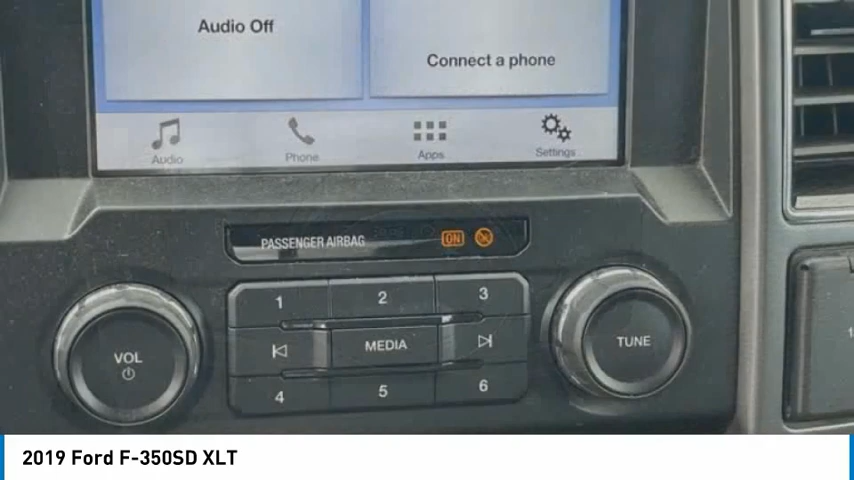 Audio Off
Connect a phone
Audio
Phone
Apps
Settings
PASSENGER AIRBAG ON
1
2
3
VOL
MEDIA
TUNE
4
5
6
2019 Ford F-350SD XLT